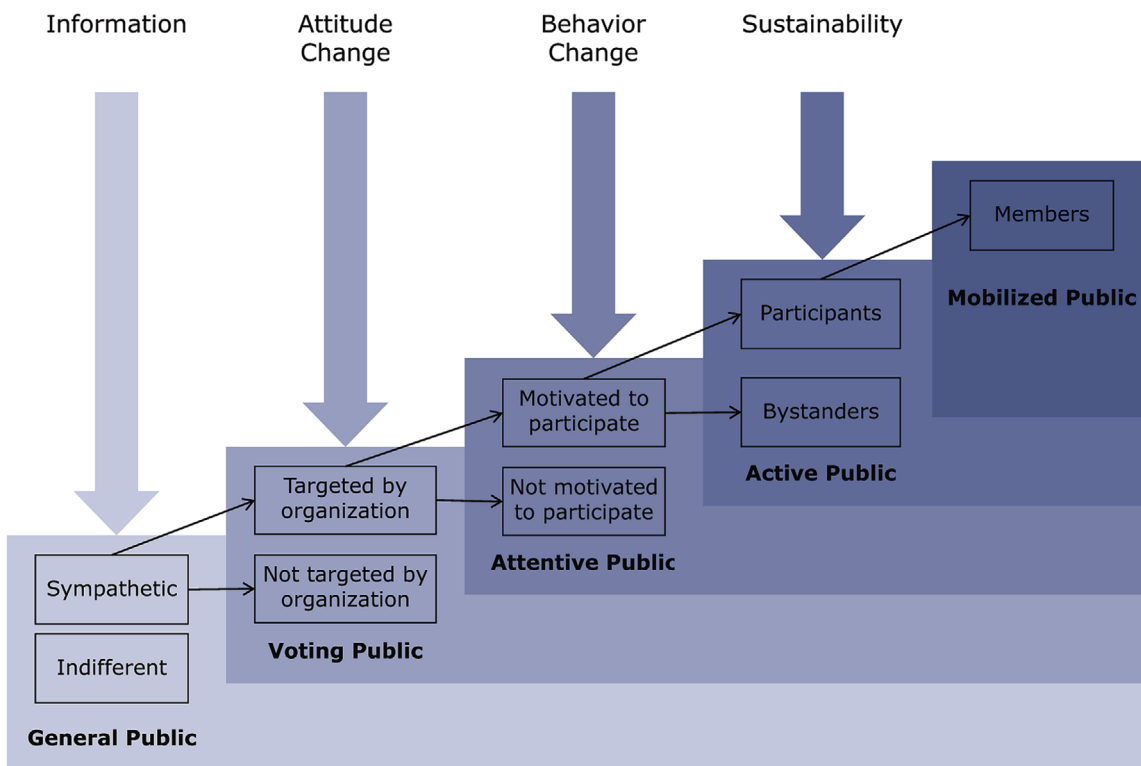 Information
Attitude
Change
Behavior
Change
Sustainability
Members
Mobilized Public
Participants
Bystanders
Active Public
Motivated to
participate
Not motivated
to participate
Attentive Public
Targeted by
organization
Not targeted by
organization
Voting Public
Sympathetic
Indifferent
General Public